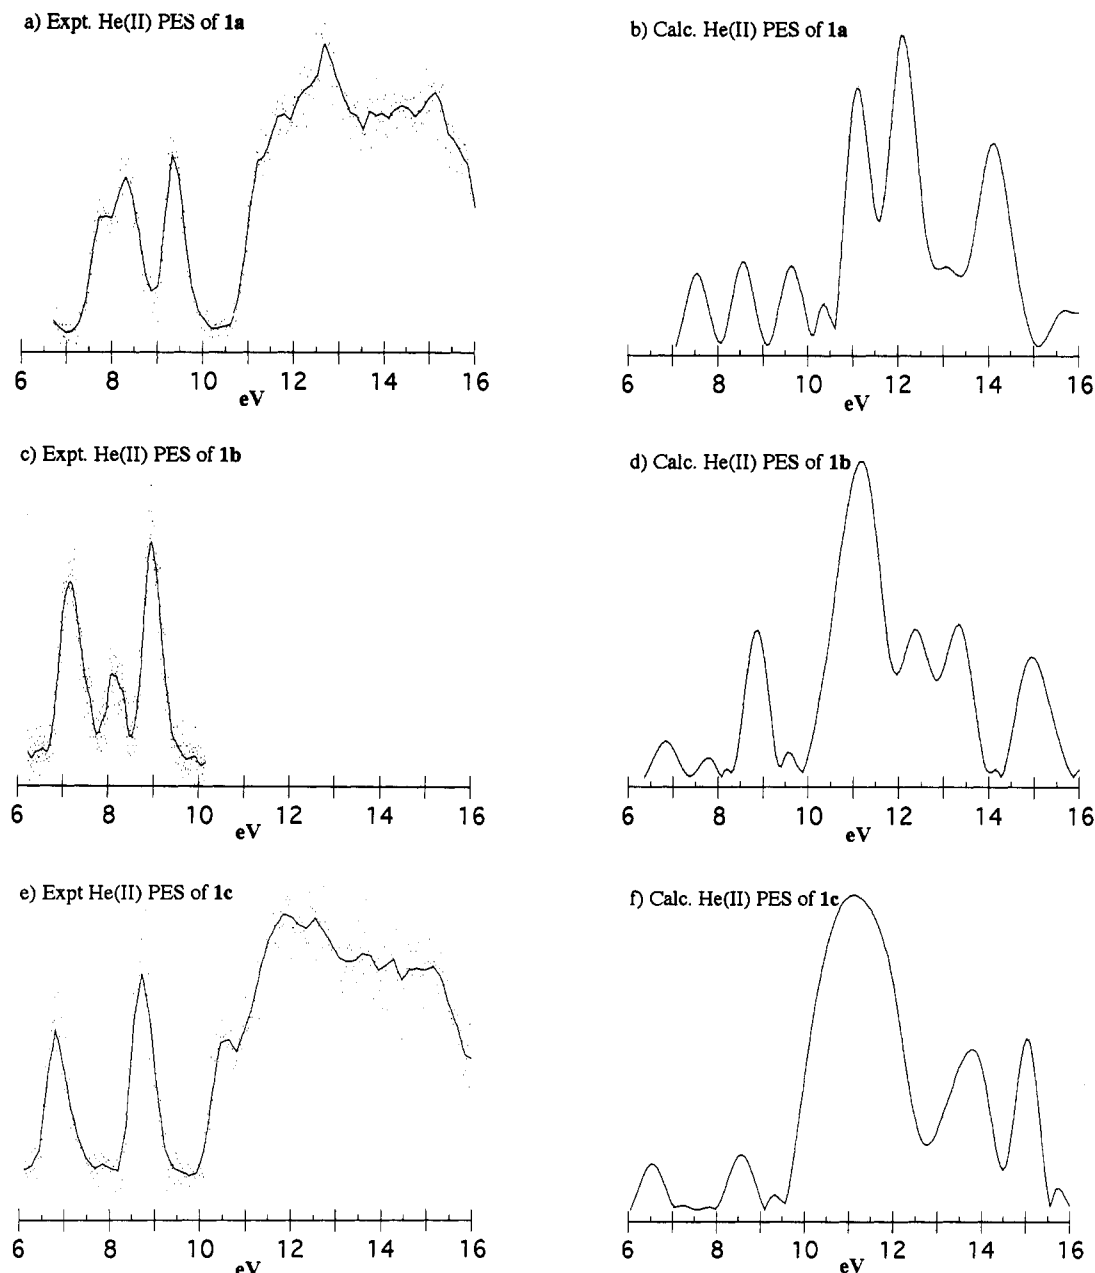 a) Expt. He(II) PES of 1a
b) Calc. He(II) PES of 1a
6 8 10 12 14 16
eV
6 8 10 12 14 16
eV
c) Expt. He(II) PES of 1b
d) Calc. He(II) PES of 1b
6 8 10 12 14 16
eV
6 8 10 12 14 16
eV
e) Expt He(II) PES of 1c
f) Calc. He(II) PES of 1c
6 8 10 12 14 16
eV
6 8 10 12 14 16
eV